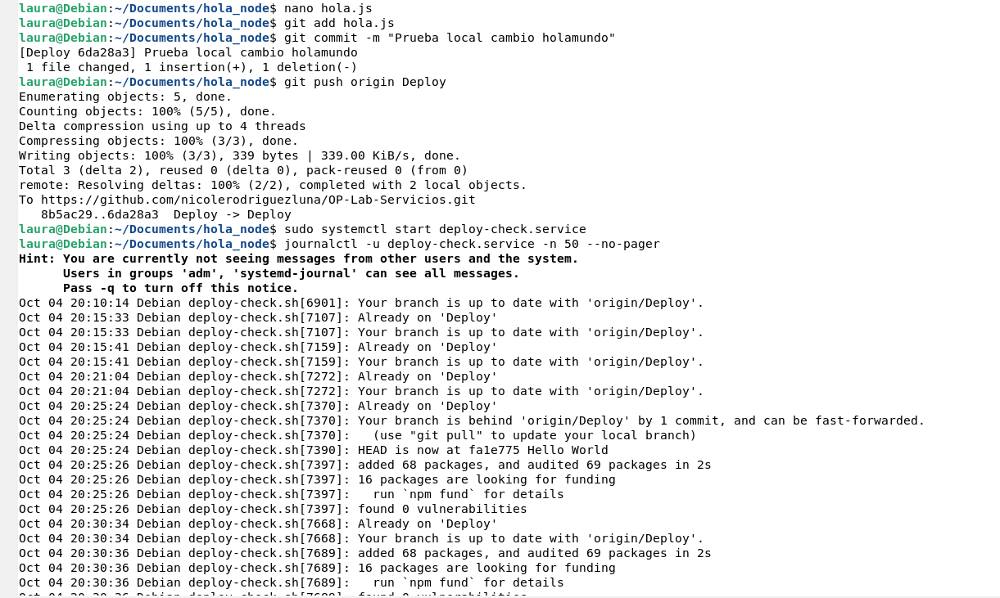 laura@Debian:~/Documents/hola_node$ nano hola.js
laura@Debian:~/Documents/hola_node$ git add hola.js
laura@Debian:~/Documents/hola_node$ git commit -m "Prueba local cambio holamundo"
[Deploy 6da28a3] Prueba local cambio holamundo
 1 file changed, 1 insertion(+), 1 deletion(-)
laura@Debian:~/Documents/hola_node$ git push origin Deploy
Enumerating objects: 5, done.
Counting objects: 100% (5/5), done.
Delta compression using up to 4 threads
Compressing objects: 100% (3/3), done.
Writing objects: 100% (3/3), 339 bytes | 339.00 KiB/s, done.
Total 3 (delta 2), reused 0 (delta 0), pack-reused 0 (from 0)
remote: Resolving deltas: 100% (2/2), completed with 2 local objects.
To https://github.com/nicolerodriguezluna/OP-Lab-Servicios.git
   8b5ac29..6da28a3  Deploy -> Deploy
laura@Debian:~/Documents/hola_node$ sudo systemctl start deploy-check.service
laura@Debian:~/Documents/hola_node$ journalctl -u deploy-check.service -n 50 --no-pager
Hint: You are currently not seeing messages from other users and the system.
      Users in groups 'adm', 'systemd-journal' can see all messages.
      Pass -q to turn off this notice.
Oct 04 20:10:14 Debian deploy-check.sh[6901]: Your branch is up to date with 'origin/Deploy'.
Oct 04 20:15:33 Debian deploy-check.sh[7107]: Already on 'Deploy'
Oct 04 20:15:33 Debian deploy-check.sh[7107]: Your branch is up to date with 'origin/Deploy'.
Oct 04 20:15:41 Debian deploy-check.sh[7159]: Already on 'Deploy'
Oct 04 20:15:41 Debian deploy-check.sh[7159]: Your branch is up to date with 'origin/Deploy'.
Oct 04 20:21:04 Debian deploy-check.sh[7272]: Already on 'Deploy'
Oct 04 20:21:04 Debian deploy-check.sh[7272]: Your branch is up to date with 'origin/Deploy'.
Oct 04 20:25:24 Debian deploy-check.sh[7370]: Already on 'Deploy'
Oct 04 20:25:24 Debian deploy-check.sh[7370]: Your branch is behind 'origin/Deploy' by 1 commit, and can be fast-forwarded.
Oct 04 20:25:24 Debian deploy-check.sh[7370]:   (use "git pull" to update your local branch)
Oct 04 20:25:24 Debian deploy-check.sh[7390]: HEAD is now at fa1e775 Hello World
Oct 04 20:25:26 Debian deploy-check.sh[7397]: added 68 packages, and audited 69 packages in 2s
Oct 04 20:25:26 Debian deploy-check.sh[7397]: 16 packages are looking for funding
Oct 04 20:25:26 Debian deploy-check.sh[7397]:   run `npm fund` for details
Oct 04 20:25:26 Debian deploy-check.sh[7397]: found 0 vulnerabilities
Oct 04 20:30:34 Debian deploy-check.sh[7668]: Already on 'Deploy'
Oct 04 20:30:34 Debian deploy-check.sh[7668]: Your branch is up to date with 'origin/Deploy'.
Oct 04 20:30:36 Debian deploy-check.sh[7689]: added 68 packages, and audited 69 packages in 2s
Oct 04 20:30:36 Debian deploy-check.sh[7689]: 16 packages are looking for funding
Oct 04 20:30:36 Debian deploy-check.sh[7689]:   run `npm fund` for details